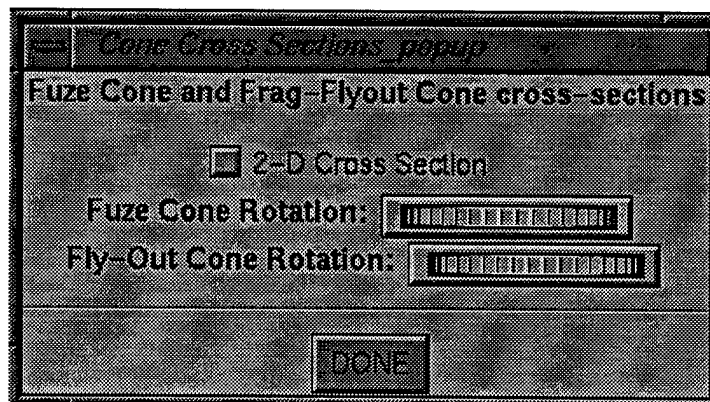 Cone Cross Sections_popup
Fuze Cone and Frag-Flyout Cone cross-sections
2-D Cross Section
Fuze Cone Rotation:
Fly-Out Cone Rotation:
DONE